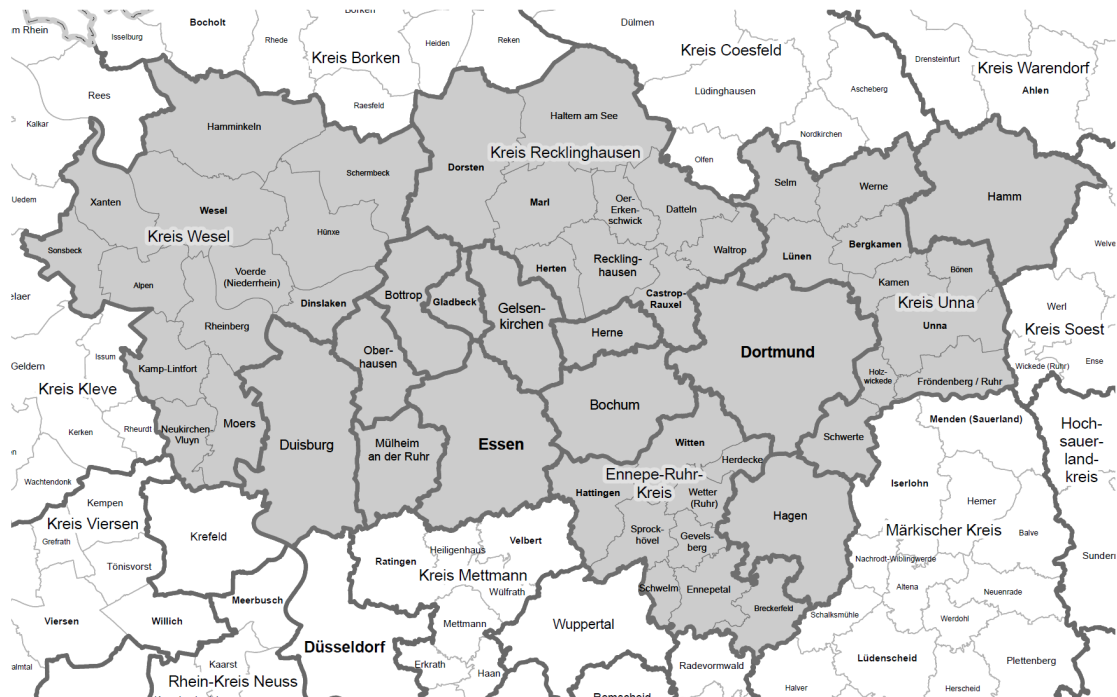 Bocholt
Borken
Dülmen
m Rhein
Isselburg
Rhede
Heiden
Reken
Kreis Borken
Kreis Coesfeld
Drensteinfurt
Kreis Warendorf
Ahlen
Rees
Raesfeld
Lüdinghausen
Ascheberg
Kalkar
Hamminkeln
Haltern am See
Nordkirchen
Kreis Recklinghausen
Olfen
Dorsten
Schermbeck
Selm
Werne
Hamm
Uedem
Xanten
Wesel
Marl
Oer-
Erken-
schwick
Datteln
Kreis Wesel
Hünxe
Sonsbeck
Waltrop
Lünen
Bergkamen
Welve
Alpen
Voerde
(Niederrhein)
Herten
Reckling-
hausen
Bönen
Kamen
elaer
Dinslaken
Bottrop
Gladbeck
Gelsen-
kirchen
Castrop-
Rauxel
Kreis Unna
Unna
Werl
Kreis Soest
Rheinberg
Herne
Ober-
hausen
Dortmund
Issum
Geldern
Kamp-Lintfort
Holz-
wickede
Fröndenberg / Ruhr
Wickede (Ruhr)
Ense
Kreis Kleve
Bochum
Kerken
Rheurdt
Neukirchen-
Vluyn
Moers
Duisburg
Mülheim
an der Ruhr
Essen
Witten
Herdecke
Schwerte
Menden (Sauerland)
Hoch-
sauer-
land-
kreis
Wachtendonk
Ennepe-Ruhr-
Kreis
Hattingen
Wetter
(Ruhr)
Iserlohn
Kempen
Kreis Viersen
Grefrath
Krefeld
Hagen
Hemer
Märkischer Kreis
Balve
Sprock-
hövel
Gevels-
berg
Velbert
Heiligenhaus
Ratingen
Kreis Mettmann
Wülfrath
Tönisvorst
Nachrodt-Wiblingwerde
Sunden
Altena
Neuenrade
Meerbusch
Schwelm
Ennepetal
Breckerfeld
Schalksmühle
Werdohl
Viersen
Willich
Mettmann
Wuppertal
Düsseldorf
Lüdenscheid
Plettenberg
almtal
Kaarst
Rhein-Kreis Neuss
Erkrath
Haan
Radevormwald
Halver
Herscheid
Remscheid